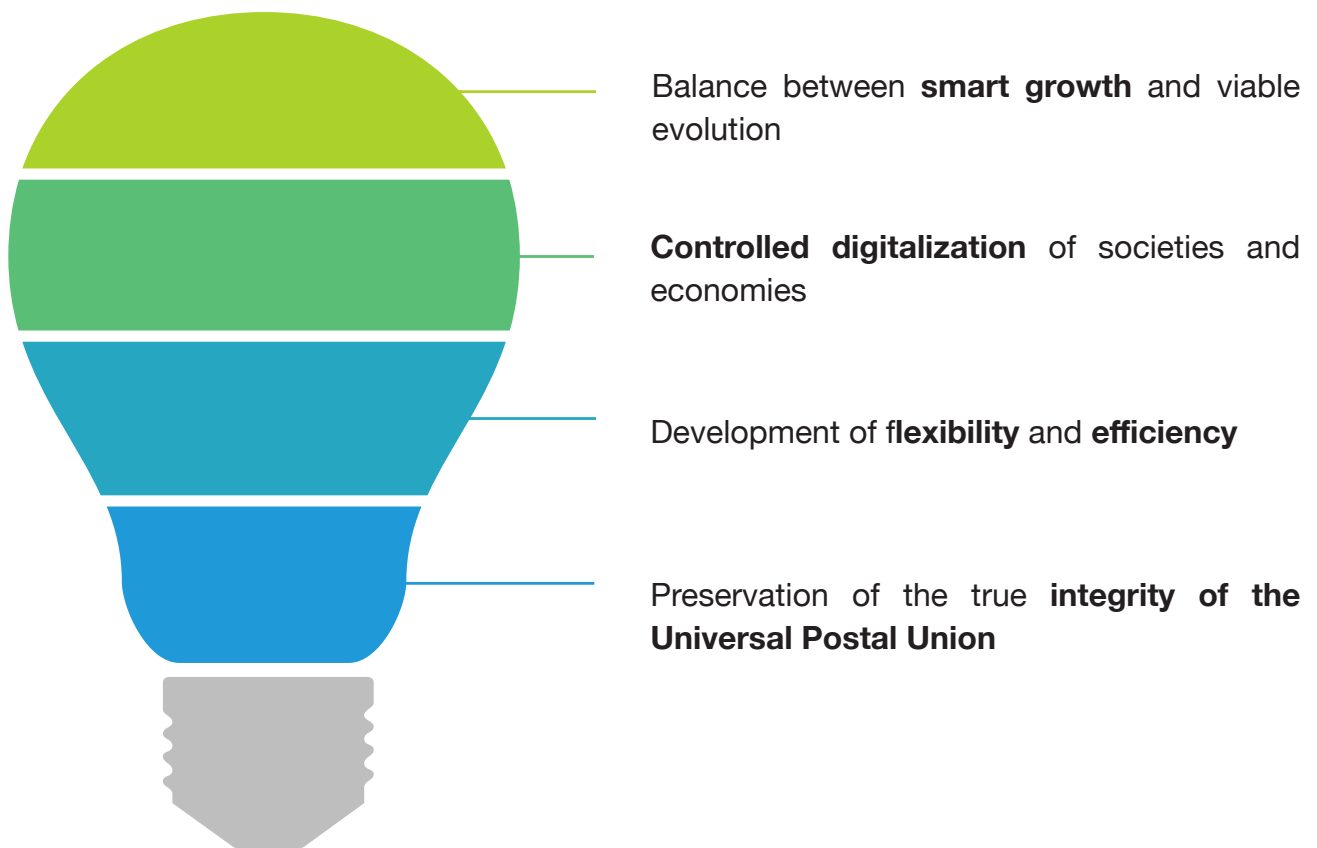 Balance between smart growth and viable
evolution
Controlled digitalization of societies and
economies
Development of flexibility and efficiency
Preservation of the true integrity of the
Universal Postal Union